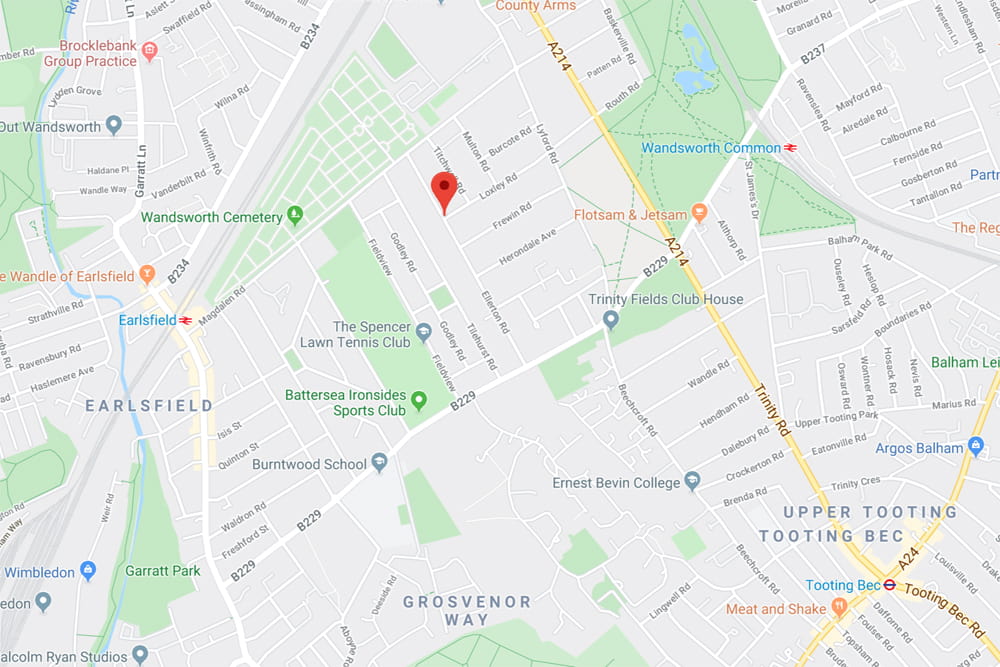 County Arms
Aslett S
Swaffield Rd
Bassingham Rd
B234
A214
Baskerville Rd
Brocklebank
Group Practice
Morella Rd
Granard Rd
B237
Granella Rd
Patten Rd
Routh Rd
Lydden Grove
Wilna Rd
Out Wandsworth
Garratt Ln
Winfrith Rd
Haldane Pl
Wandle Way
Vanderbilt Rd
Titchwell Rd
Multon Rd
Burcote Rd
Lyford Rd
Loxley Rd
Ravenslea Rd
Mayford Rd
Airedale Rd
Calbourne Rd
Fernside Rd
Gosberton Rd
Tantallon Rd
Wandsworth Common
St James's Dr
Partr
Wandsworth Cemetery
Frewin Rd
Flotsam & Jetsam
Althorp Rd
The Reg
Herondale Ave
A214
B229
Balham Park Rd
Fieldview
Godley Rd
B234
e Wandle of Earlsfield
Magdalen Rd
Strathville Rd
Earlsfield
Ellerton Rd
Trinity Fields Club House
Ouseley Rd
Heslop Rd
Sarsfeld Rd
Boundaries Rd
The Spencer
Lawn Tennis Club
Godley Rd
Tilehurst Rd
Fieldview
Ravensbury Rd
Haslemere Ave
Wandle Rd
Osward Rd
Wontner Rd
Hosack Rd
Nevis Rd
Balham Lei
Battersea Ironsides
Sports Club
B229
Beechcroft Rd
EARLSFIELD
Hendham Rd
Trinity Rd
Upper Tooting Park
Marius Rd
Isis St
Quinton St
Dalebury Rd
Eatonville Rd
Argos Balham
Burntwood School
Crockerton Rd
Ernest Bevin College
Trinity Cres
Brenda Rd
Weir Rd
Waldron Rd
Freshford St
B229
UPPER TOOTING
TOOTING BEC
B229
Beechcroft Rd
A24
Louisville Rd
Wimbledon
Garratt Park
edon
Deeside Rd
GROSVENOR
WAY
Lingwell Rd
Tooting Bec
Tooting Bec Rd
Meat and Shake
Dafforne Rd
Foulser Rd
Topsham
Aboyne Rd
alcolm Ryan Studios